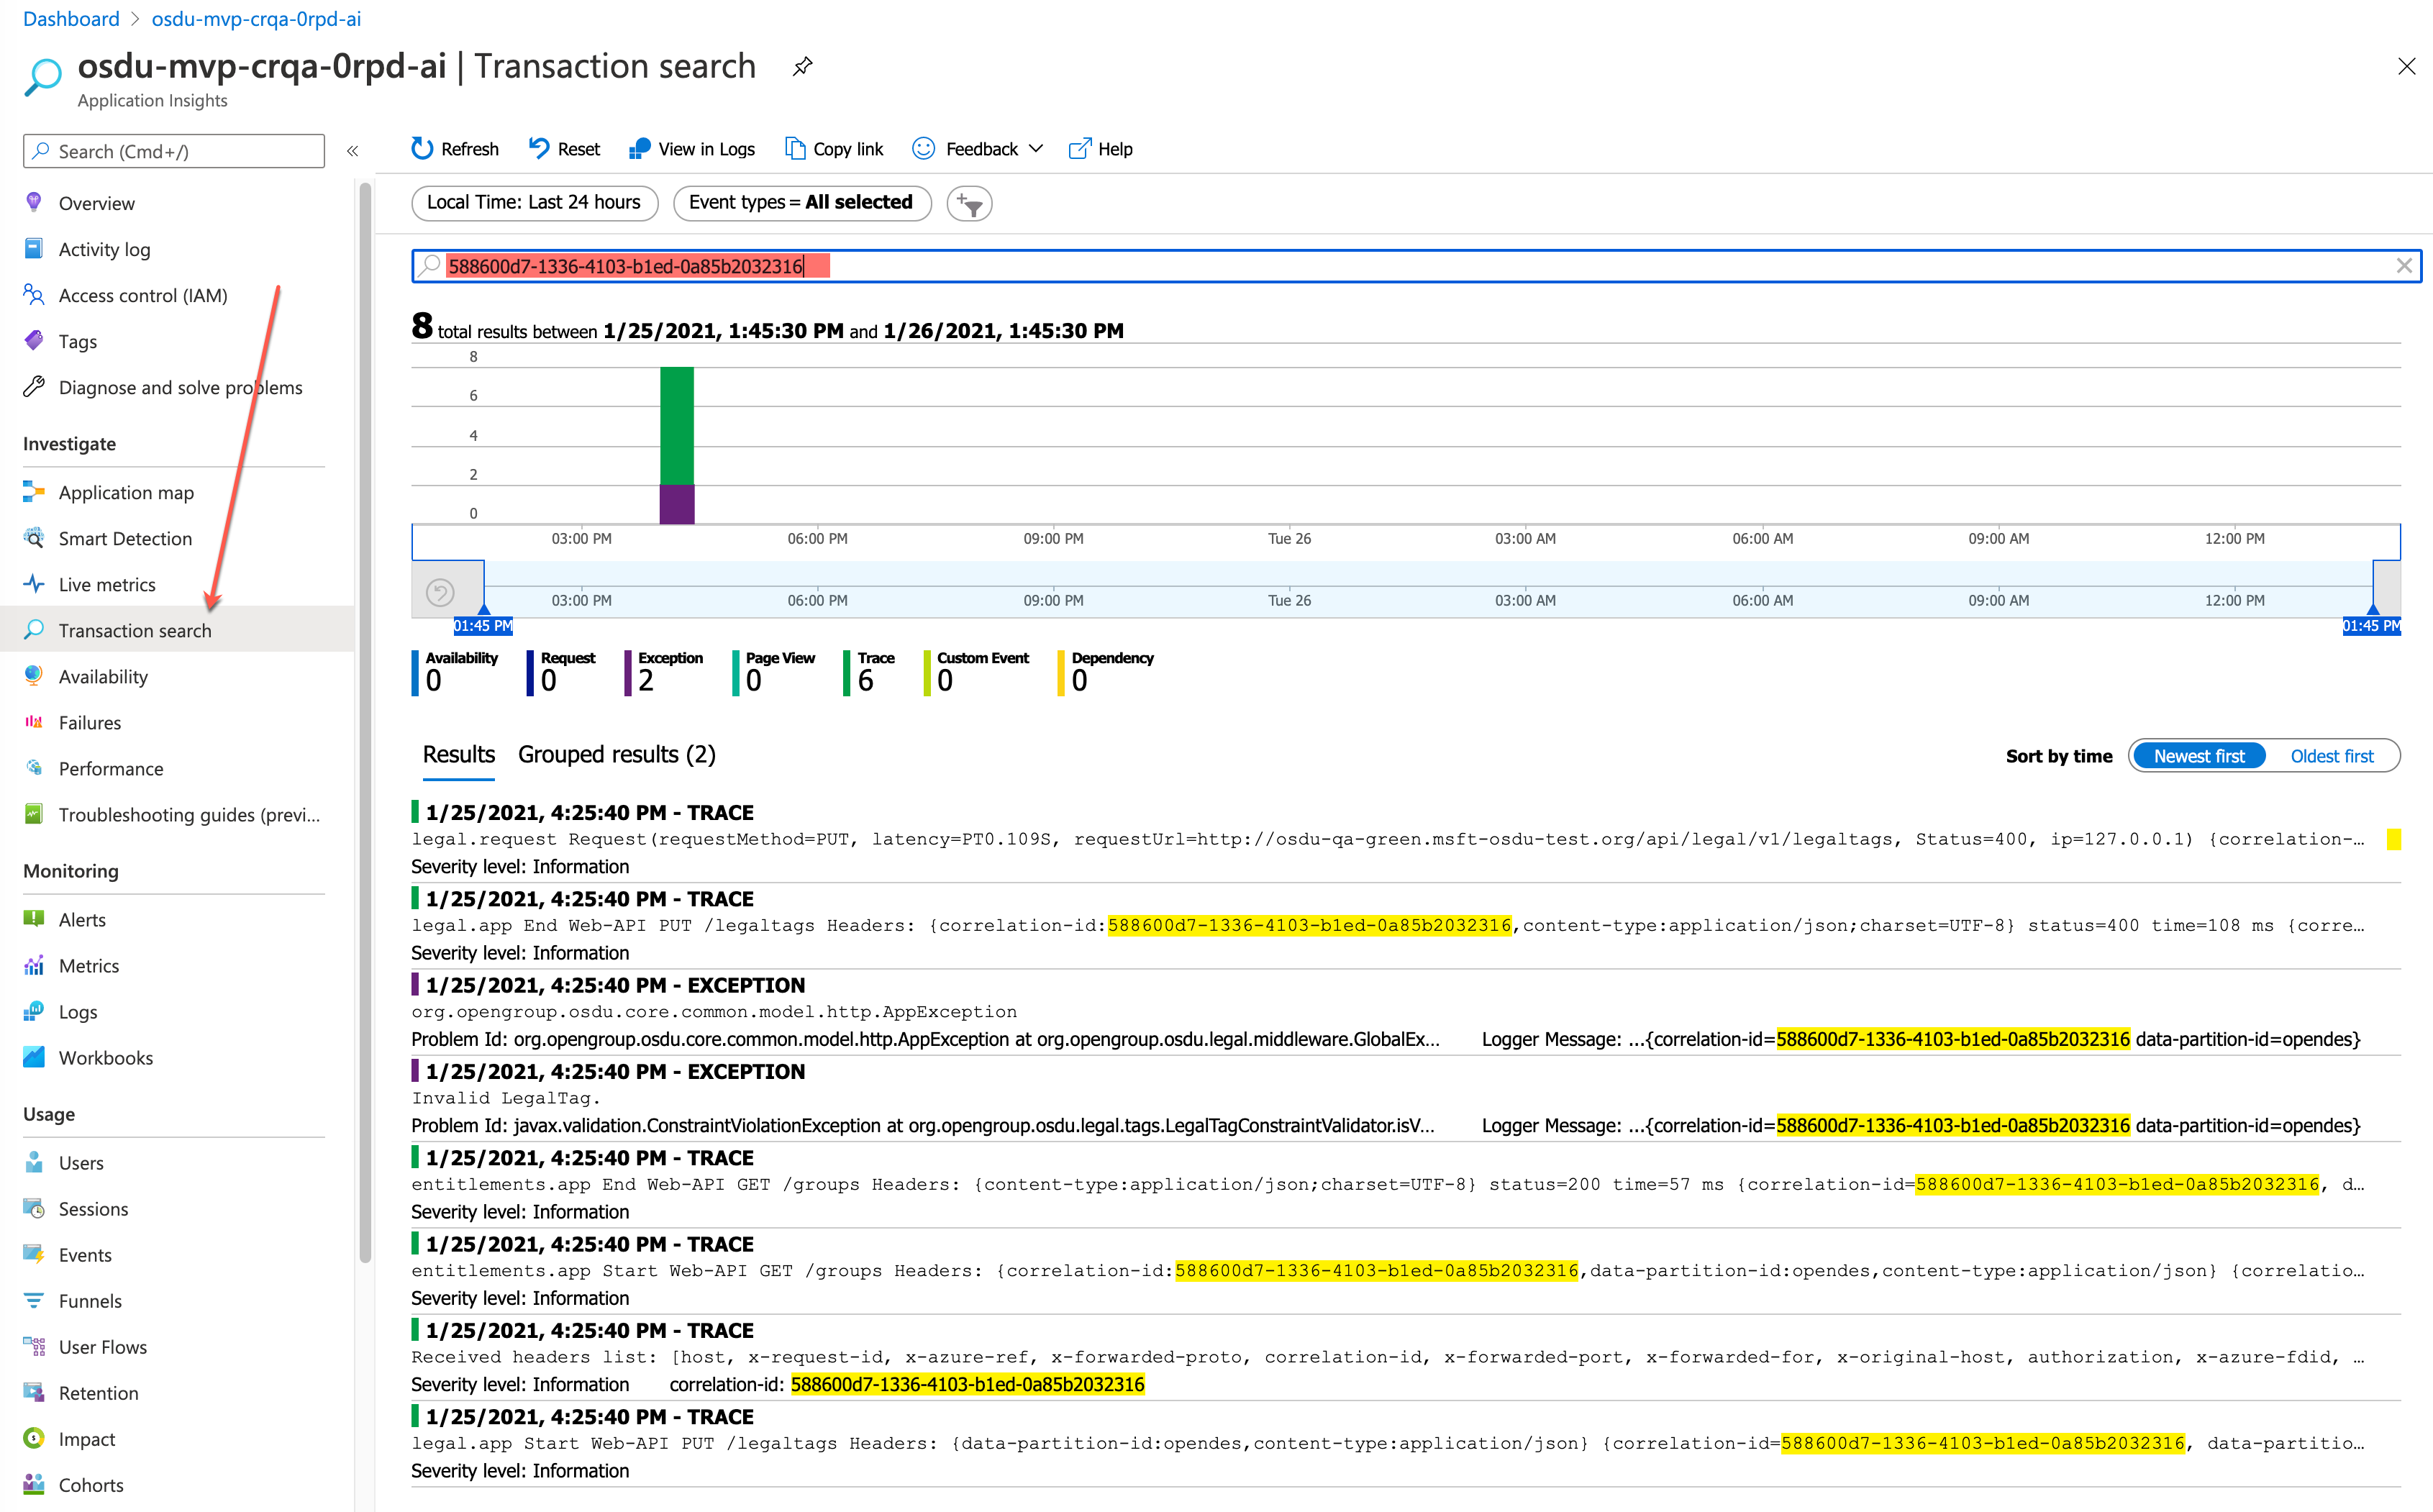 Dashboard > osdu-mvp-crqa-0rpd-ai
osdu-mvp-crqa-0rpd-ai | Transaction search
Application Insights
Search (Cmd+/)
«
Overview
Activity log
Access control (IAM)
Tags
Diagnose and solve problems
Investigate
Application map
Smart Detection
Live metrics
Transaction search
Availability
Failures
Performance
Troubleshooting guides (previ...
Monitoring
Alerts
Metrics
Logs
Workbooks
Usage
Users
Sessions
Events
Funnels
User Flows
Retention
Impact
Cohorts
Refresh Reset View in Logs Copy link Feedback Help
Local Time: Last 24 hours Event types = All selected
588600d7-1336-4103-b1ed-0a85b2032316
8 total results between 1/25/2021, 1:45:30 PM and 1/26/2021, 1:45:30 PM
8
6
4
2
0
03:00 PM 06:00 PM 09:00 PM Tue 26 03:00 AM 06:00 AM 09:00 AM 12:00 PM
03:00 PM 06:00 PM 09:00 PM Tue 26 03:00 AM 06:00 AM 09:00 AM 12:00 PM
01:45 PM 01:45 PM
Availability Request Exception Page View Trace Custom Event Dependency
0 0 2 0 6 0 0
Results Grouped results (2) Sort by time Newest first Oldest first
1/25/2021, 4:25:40 PM - TRACE
legal.request Request(requestMethod=PUT, latency=PT0.109S, requestUrl=http://osdu-qa-green.msft-osdu-test.org/api/legal/v1/legaltags, Status=400, ip=127.0.0.1) {correlation-...
Severity level: Information
1/25/2021, 4:25:40 PM - TRACE
legal.app End Web-API PUT /legaltags Headers: {correlation-id:588600d7-1336-4103-b1ed-0a85b2032316,content-type:application/json;charset=UTF-8} status=400 time=108 ms {corre...
Severity level: Information
1/25/2021, 4:25:40 PM - EXCEPTION
org.opengroup.osdu.core.common.model.http.AppException
Problem Id: org.opengroup.osdu.core.common.model.http.AppException at org.opengroup.osdu.legal.middleware.GlobalEx... Logger Message: ...{correlation-id=588600d7-1336-4103-b1ed-0a85b2032316 data-partition-id=opendes}
1/25/2021, 4:25:40 PM - EXCEPTION
Invalid LegalTag.
Problem Id: javax.validation.ConstraintViolationException at org.opengroup.osdu.legal.tags.LegalTagConstraintValidator.isV... Logger Message: ...{correlation-id=588600d7-1336-4103-b1ed-0a85b2032316 data-partition-id=opendes}
1/25/2021, 4:25:40 PM - TRACE
entitlements.app End Web-API GET /groups Headers: {content-type:application/json;charset=UTF-8} status=200 time=57 ms {correlation-id=588600d7-1336-4103-b1ed-0a85b2032316, d...
Severity level: Information
1/25/2021, 4:25:40 PM - TRACE
entitlements.app Start Web-API GET /groups Headers: {correlation-id:588600d7-1336-4103-b1ed-0a85b2032316,data-partition-id:opendes,content-type:application/json} {correlatio...
Severity level: Information
1/25/2021, 4:25:40 PM - TRACE
Received headers list: [host, x-request-id, x-azure-ref, x-forwarded-proto, correlation-id, x-forwarded-port, x-forwarded-for, x-original-host, authorization, x-azure-fdid, ...
Severity level: Information correlation-id: 588600d7-1336-4103-b1ed-0a85b2032316
1/25/2021, 4:25:40 PM - TRACE
legal.app Start Web-API PUT /legaltags Headers: {data-partition-id:opendes,content-type:application/json} {correlation-id=588600d7-1336-4103-b1ed-0a85b2032316, data-partitio...
Severity level: Information